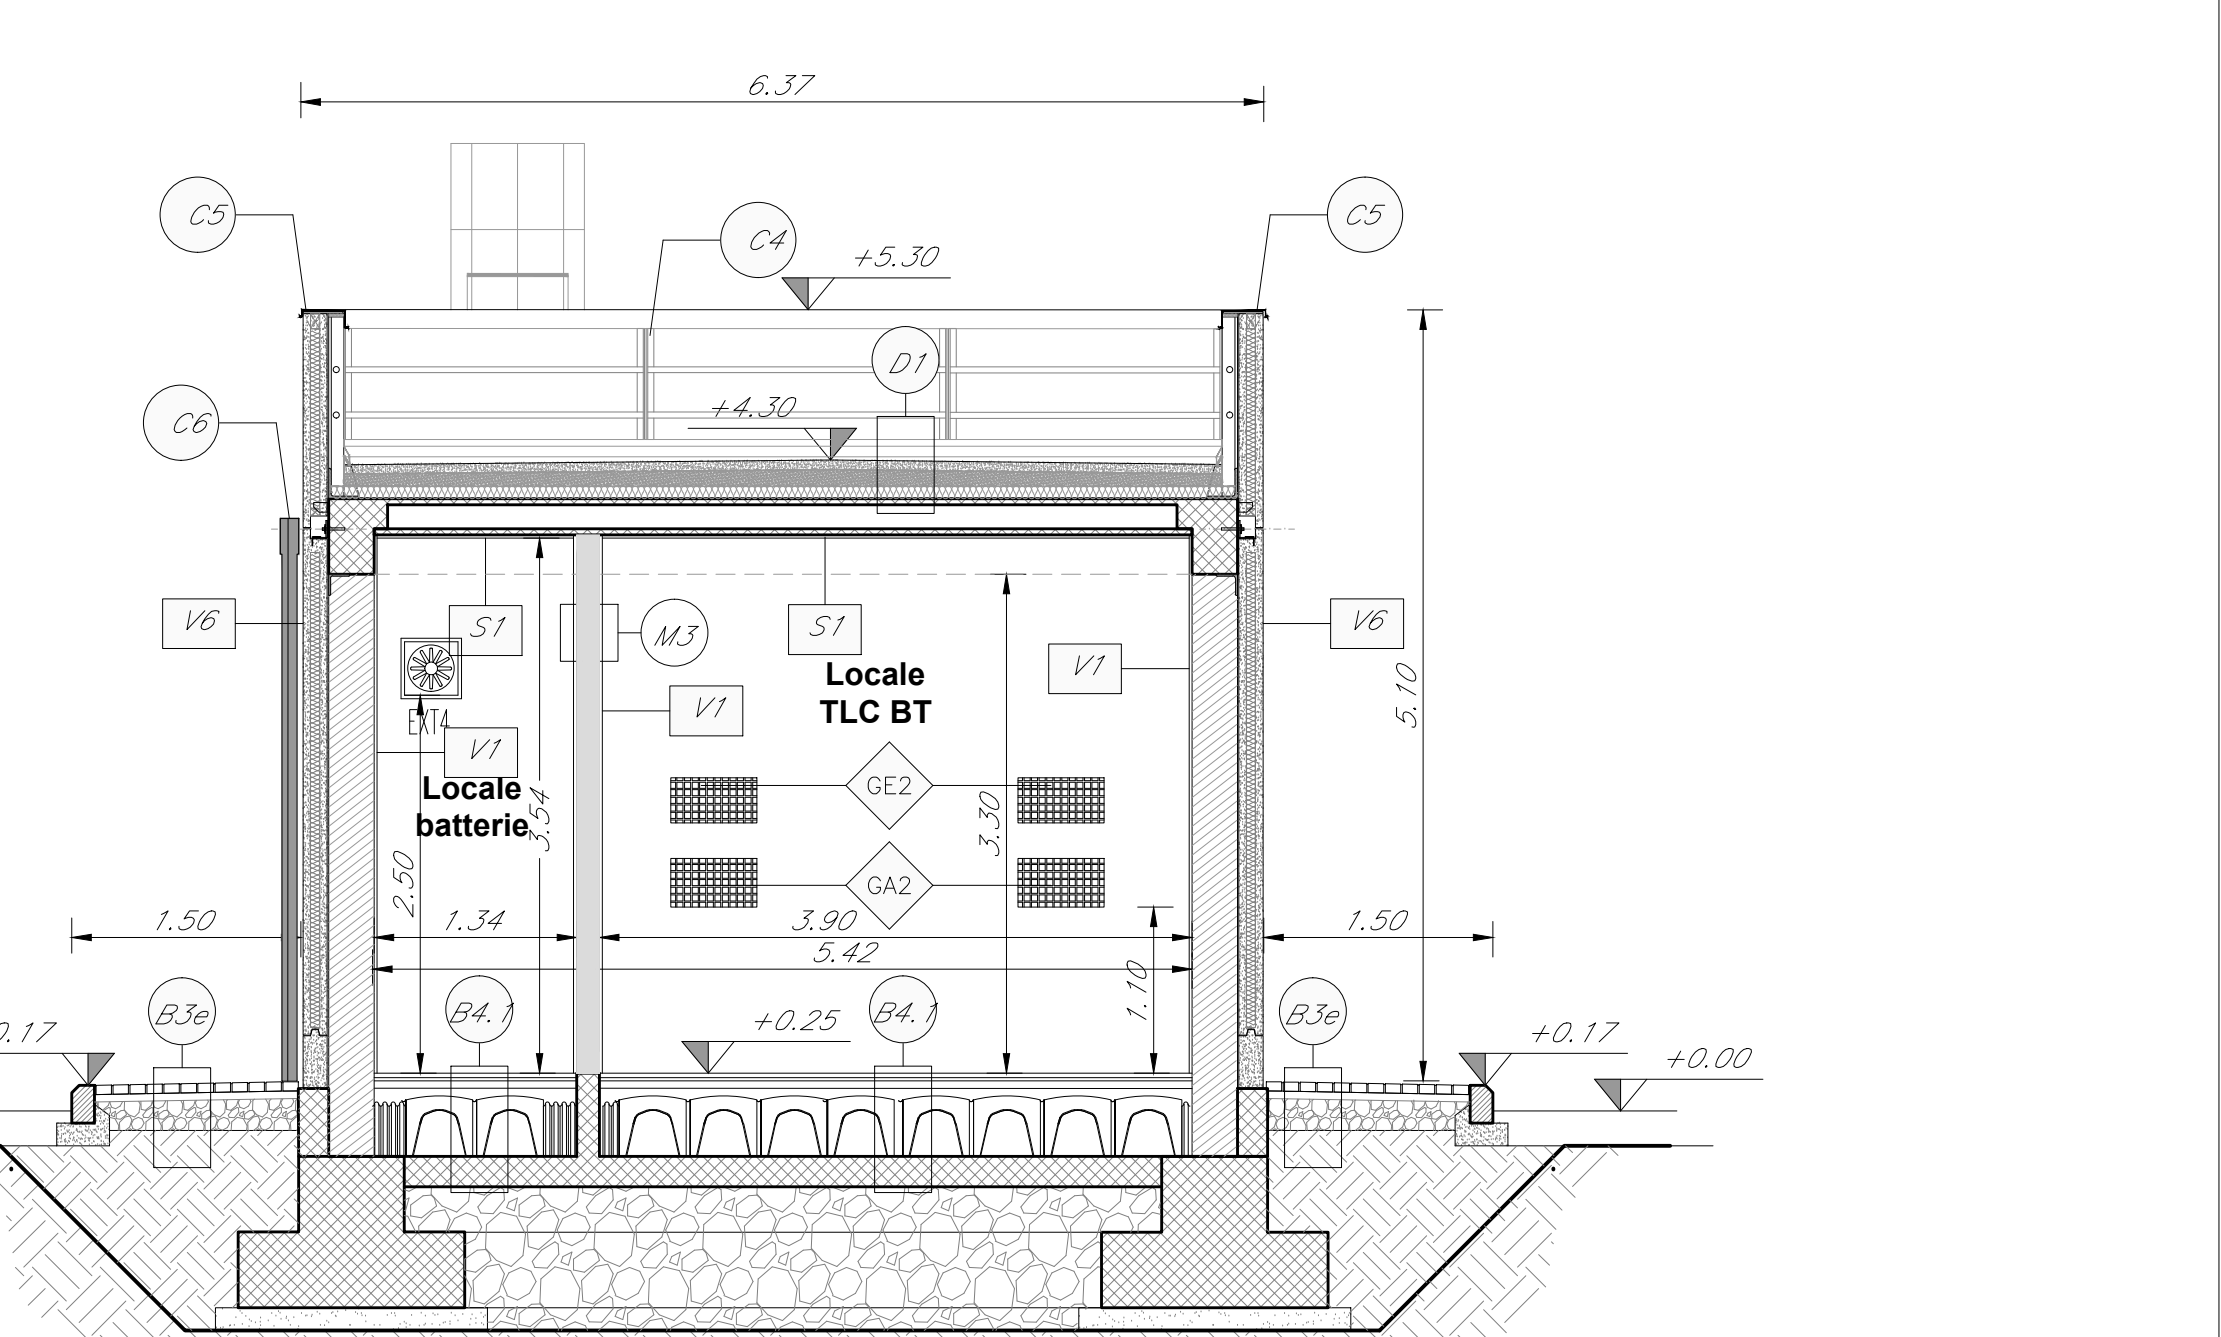 6.37
C5
C5
C4
+5.30
D1
+4.30
C6
V6
S1
M3
S1
V6
V1
Locale
TLC BT
V1
5.10
EXT4
V1
Locale
batterie
3.54
GE2
3.30
2.50
GA2
1.50
1.34
3.90
1.50
5.42
1.10
B3e
B4.1
B4.1
B3e
0.17
+0.25
+0.17
+0.00